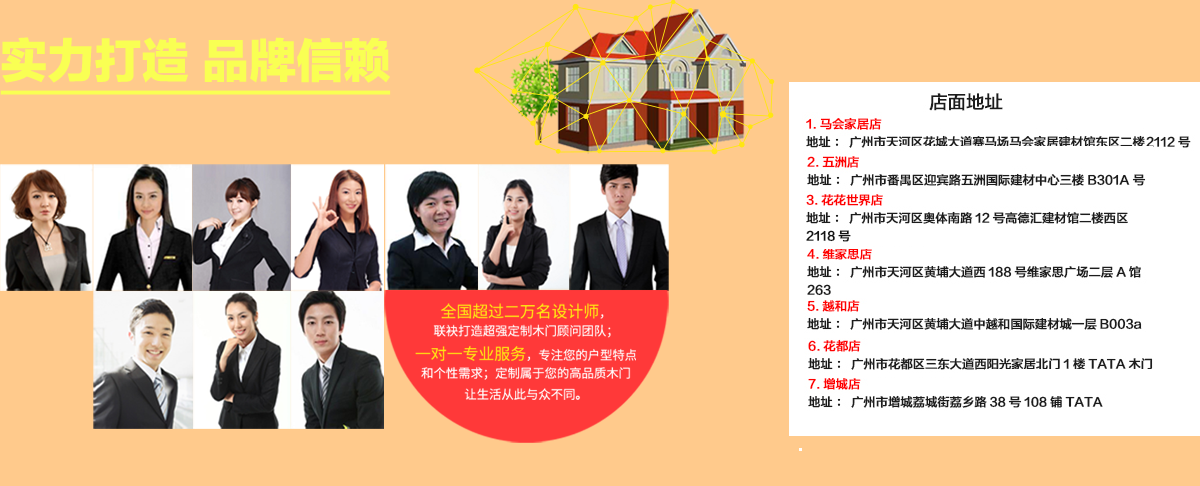 实力打造 品牌信赖
全国超过二万名设计师，
联袂打造超强定制木门顾问团队；
一对一专业服务，专注您的户型特点
和个性需求；定制属于您的高品质木门
让生活从此与众不同。
店面地址
1. 马会家居店
地址： 广州市天河区花城大道赛马场马会家居建材馆东区二楼2112 号
2. 五洲店
地址： 广州市番禺区迎宾路五洲国际建材中心三楼 B301A 号
3. 花花世界店
地址： 广州市天河区奥体南路 12 号高德汇建材馆二楼西区
2118 号
4. 维家思店
地址： 广州市天河区黄埔大道西 188 号维家思广场二层 A 馆
263
5. 越和店
地址： 广州市天河区黄埔大道中越和国际建材城一层 B003a
6. 花都店
地址： 广州市花都区三东大道西阳光家居北门 1 楼 TATA 木门
7. 增城店
地址： 广州市增城荔城街荔乡路 38 号 108 铺 TATA